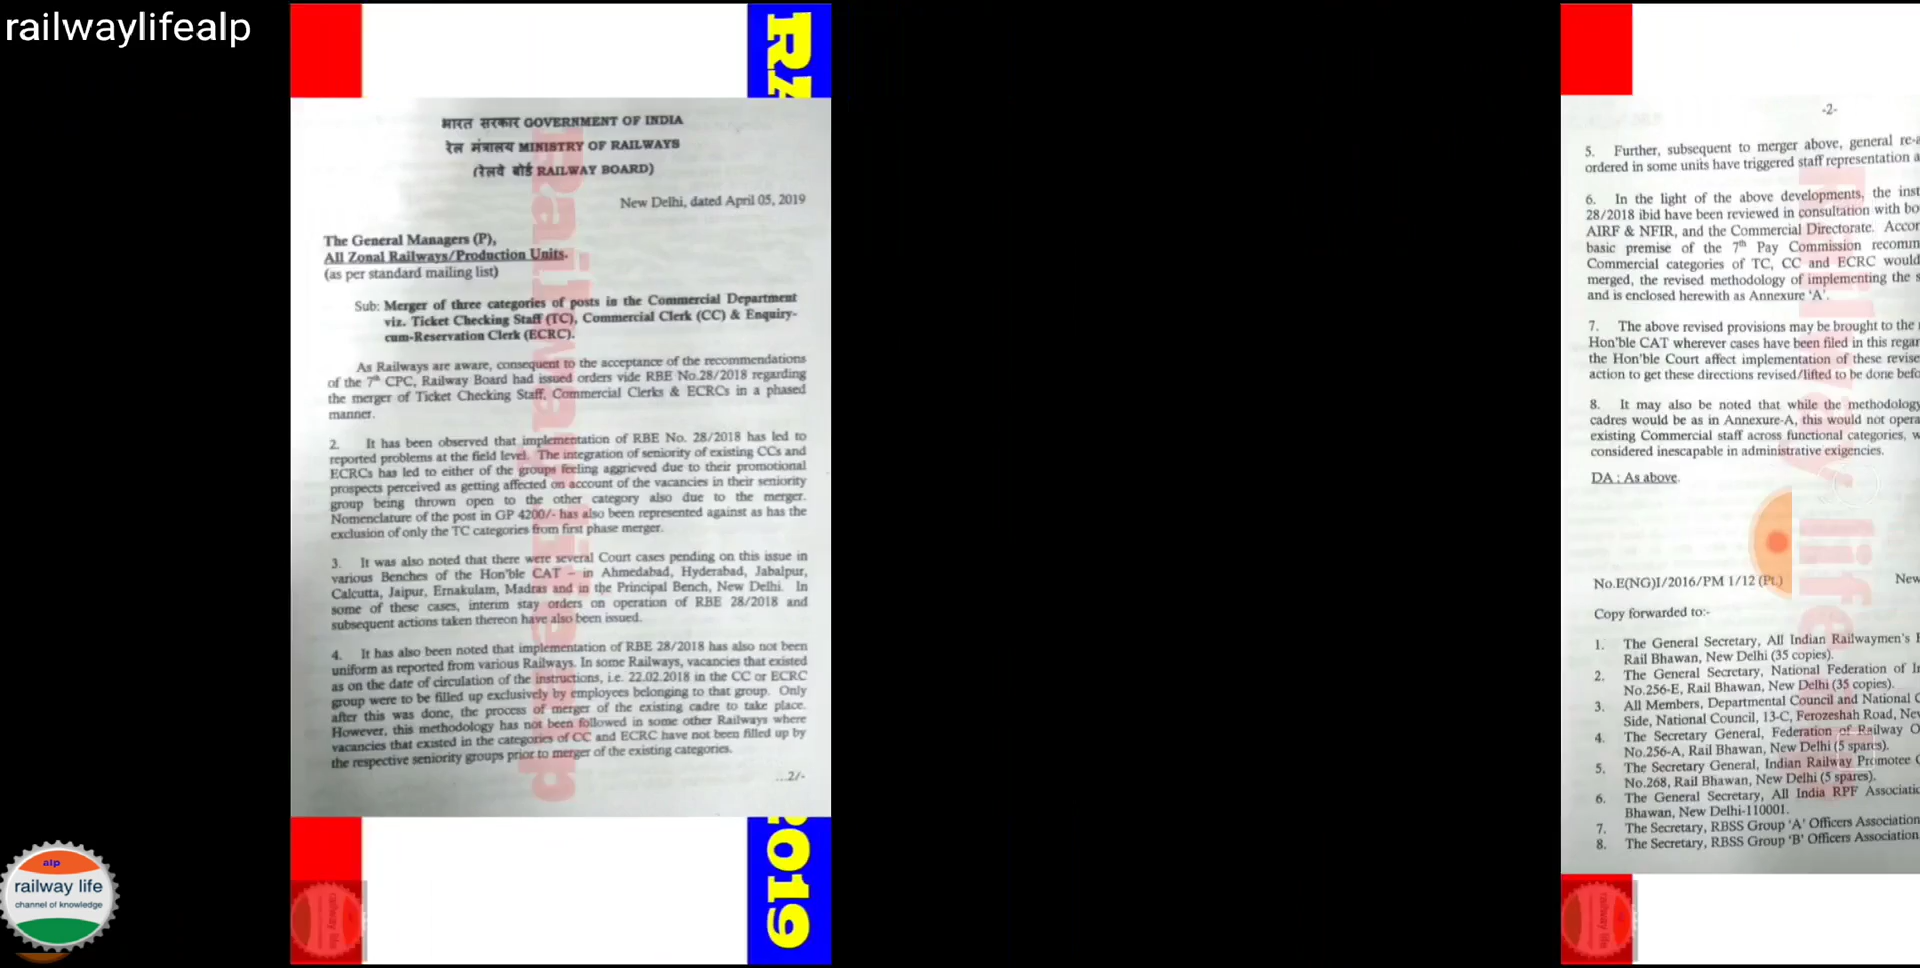 railwaylifealp
RA
भारत सरकार GOVERNMENT OF INDIA
रेल मंत्रालय MINISTRY OF RAILWAYS
(रेलवे बोर्ड RAILWAY BOARD)
New Delhi, dated April 05, 2019
The General Managers (P),
All Zonal Railways/Production Units.
(as per standard mailing list)
Sub: Merger of three categories of posts in the Commercial Department
viz. Ticket Checking Staff (TC), Commercial Clerk (CC) & Enquiry-
cum-Reservation Clerk (ECRC).
As Railways are aware, consequent to the acceptance of the recommendations
of the 7th CPC, Railway Board had issued orders vide RBE No.28/2018 regarding
the merger of Ticket Checking Staff, Commercial Clerks & ECRCs in a phased
manner.
2. It has been observed that implementation of RBE No. 28/2018 has led to
reported problems at the field level. The integration of seniority of existing CCs and
ECRCs has led to either of the groups feeling aggrieved due to their promotional
prospects perceived as getting affected on account of the vacancies in their seniority
group being thrown open to the other category also due to the merger.
Nomenclature of the post in GP 4200/- has also been represented against as has the
exclusion of only the TC categories from first phase merger.
3. It was also noted that there were several Court cases pending on this issue in
various Benches of the Hon'ble CAT – in Ahmedabad, Hyderabad, Jabalpur,
Calcutta, Jaipur, Ernakulam, Madras and in the Principal Bench, New Delhi. In
some of these cases, interim stay orders on operation of RBE 28/2018 and
subsequent actions taken thereon have also been issued.
4. It has also been noted that implementation of RBE 28/2018 has also not been
uniform as reported from various Railways. In some Railways, vacancies that existed
as on the date of circulation of the instructions, i.e. 22.02.2018 in the CC or ECRC
group were to be filled up exclusively by employees belonging to that group. Only
after this was done, the process of merger of the existing cadre to take place.
However, this methodology has not been followed in some other Railways where
vacancies that existed in the categories of CC and ECRC have not been filled up by
the respective seniority groups prior to merger of the existing categories.
...2/-
Railway life alp
2019
-2-
5. Further, subsequent to merger above, general re-a
ordered in some units have triggered staff representation a
6. In the light of the above developments, the inst
28/2018 ibid have been reviewed in consultation with bo
AIRF & NFIR, and the Commercial Directorate. Accor
basic premise of the 7th Pay Commission recomm
Commercial categories of TC, CC and ECRC would
merged, the revised methodology of implementing the s
and is enclosed herewith as Annexure 'A'.
7. The above revised provisions may be brought to the
Hon'ble CAT wherever cases have been filed in this regar
the Hon'ble Court affect implementation of these revise
action to get these directions revised/lifted to be done befo
8. It may also be noted that while the methodology
cadres would be as in Annexure-A, this would not opera
existing Commercial staff across functional categories, w
considered inescapable in administrative exigencies.
DA : As above.
No.E(NG)I/2016/PM 1/12 (Pt.) New
Copy forwarded to:-
1. The General Secretary, All Indian Railwaymen's F
Rail Bhawan, New Delhi (35 copies).
2. The General Secretary, National Federation of In
No.256-E, Rail Bhawan, New Delhi (35 copies).
3. All Members, Departmental Council and National C
Side, National Council, 13-C, Ferozeshah Road, New
4. The Secretary General, Federation of Railway O
No.256-A, Rail Bhawan, New Delhi (5 spares).
5. The Secretary General, Indian Railway Promotee O
No.268, Rail Bhawan, New Delhi (5 spares).
6. The General Secretary, All India RPF Associatio
Bhawan, New Delhi-110001.
7. The Secretary, RBSS Group 'A' Officers Association
8. The Secretary, RBSS Group 'B' Officers Association
alp
railway life
channel of knowledge
railway life
railway life